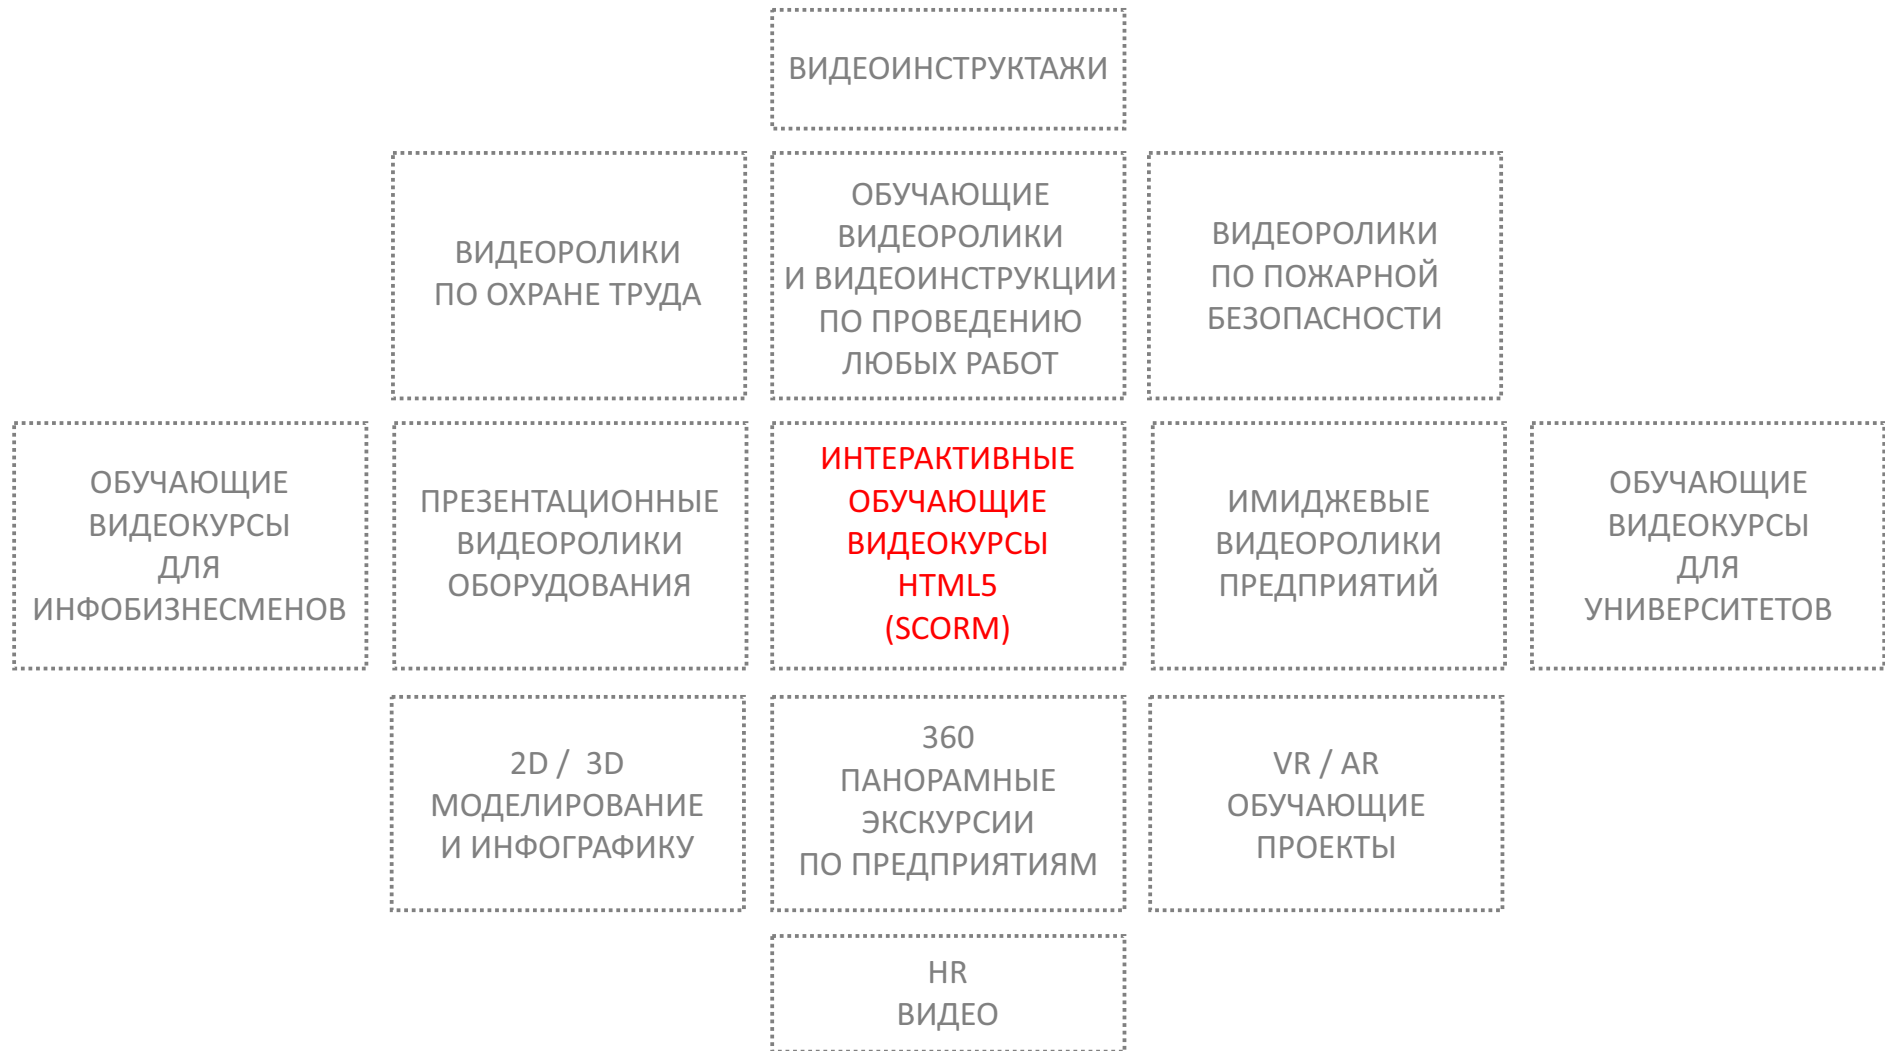 ВИДЕОИНСТРУКТАЖИ
ВИДЕОРОЛИКИ
ПО ОХРАНЕ ТРУДА
ОБУЧАЮЩИЕ
ВИДЕОРОЛИКИ
И ВИДЕОИНСТРУКЦИИ
ПО ПРОВЕДЕНИЮ
ЛЮБЫХ РАБОТ
ВИДЕОРОЛИКИ
ПО ПОЖАРНОЙ
БЕЗОПАСНОСТИ
ОБУЧАЮЩИЕ
ВИДЕОКУРСЫ
ДЛЯ
ИНФОБИЗНЕСМЕНОВ
ПРЕЗЕНТАЦИОННЫЕ
ВИДЕОРОЛИКИ
ОБОРУДОВАНИЯ
ИНТЕРАКТИВНЫЕ
ОБУЧАЮЩИЕ
ВИДЕОКУРСЫ
HTML5
(SCORM)
ИМИДЖЕВЫЕ
ВИДЕОРОЛИКИ
ПРЕДПРИЯТИЙ
ОБУЧАЮЩИЕ
ВИДЕОКУРСЫ
ДЛЯ
УНИВЕРСИТЕТОВ
2D / 3D
МОДЕЛИРОВАНИЕ
И ИНФОГРАФИКУ
360
ПАНОРАМНЫЕ
ЭКСКУРСИИ
ПО ПРЕДПРИЯТИЯМ
VR / AR
ОБУЧАЮЩИЕ
ПРОЕКТЫ
HR
ВИДЕО